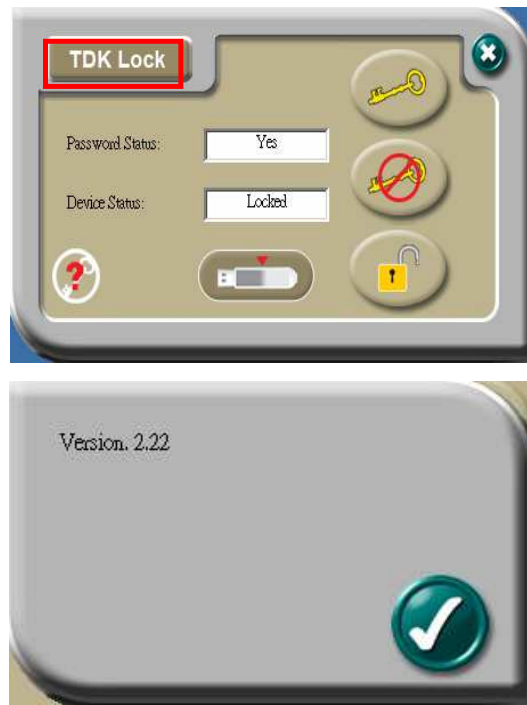 TDK Lock
Password Status: Yes
Device Status: Locked
?
Version. 2.22